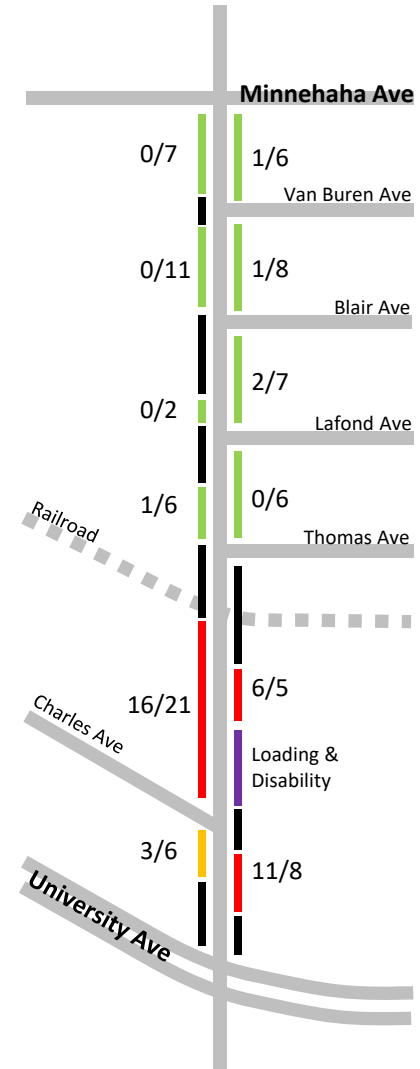 Minnehaha Ave
0/7
1/6
Van Buren Ave
0/11
1/8
Blair Ave
2/7
0/2
Lafond Ave
1/6
0/6
Railroad
Thomas Ave
6/5
16/21
Charles Ave
Loading &
Disability
3/6
11/8
University Ave